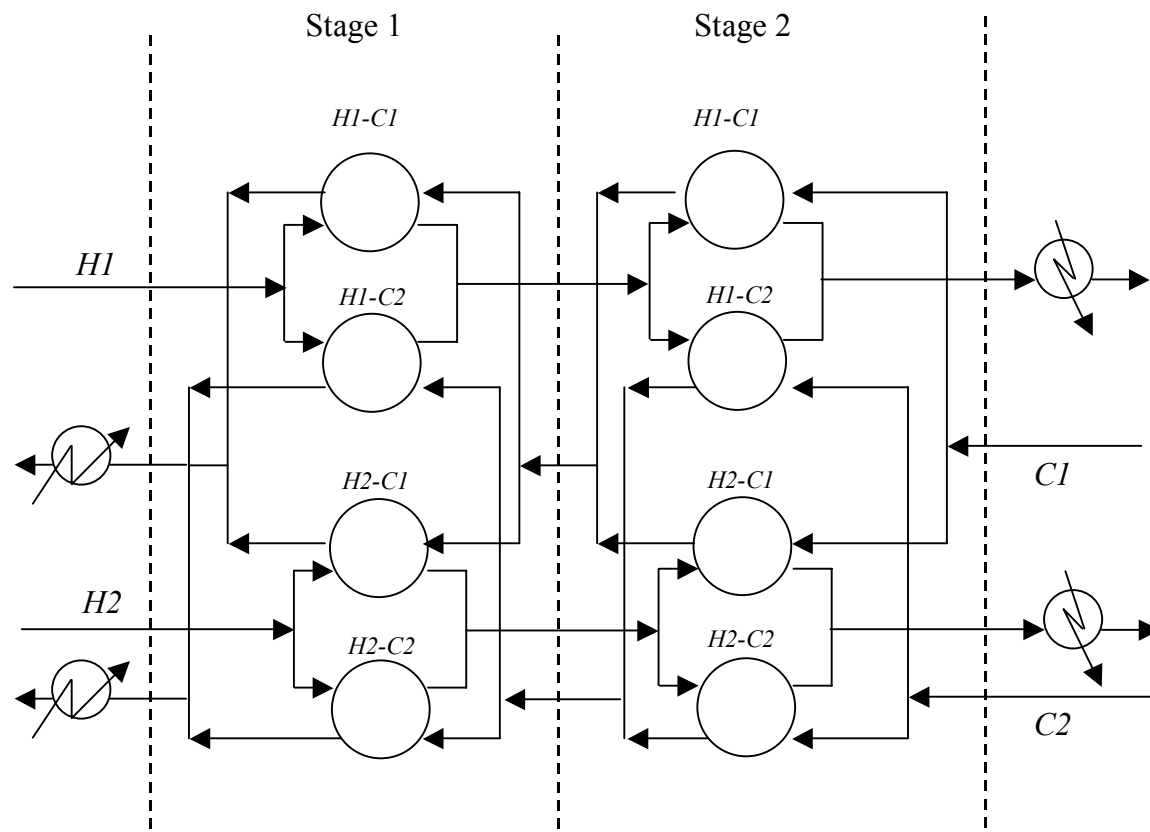 Stage 1
Stage 2
H1-C1
H1-C1
H1
H1-C2
H1-C2
H2-C1
H2-C1
C1
H2
H2-C2
H2-C2
C2